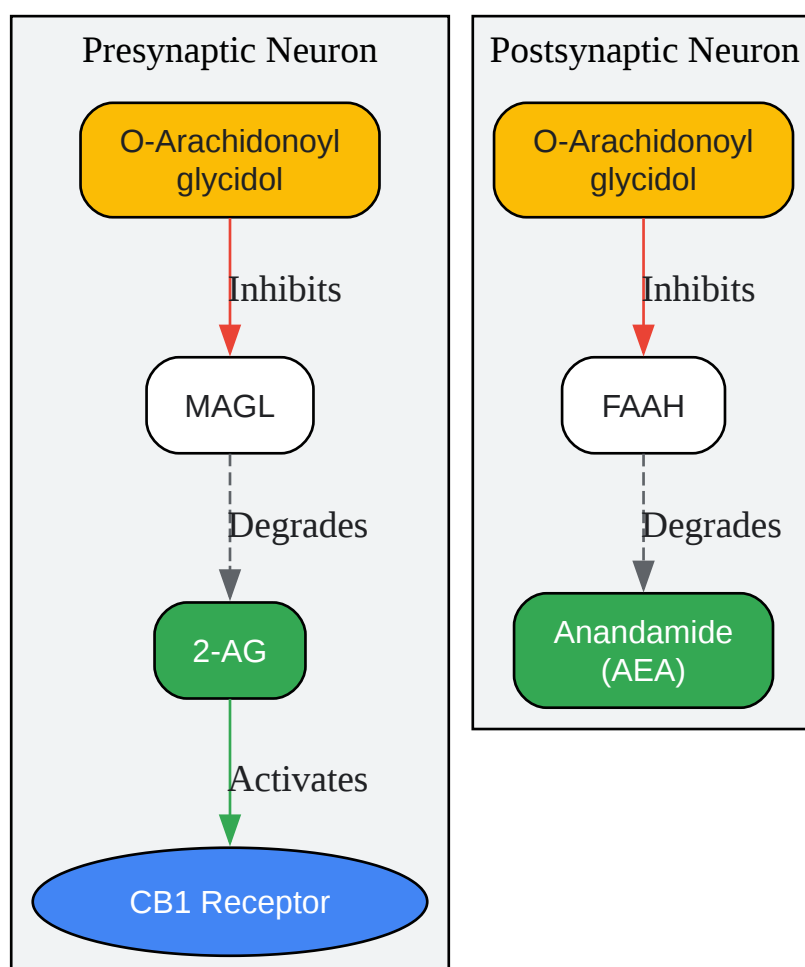 Presynaptic Neuron
O-Arachidonoyl
glycidol
Inhibits
MAGL
Degrades
2-AG
Activates
CB1 Receptor
Postsynaptic Neuron
O-Arachidonoyl
glycidol
Inhibits
FAAH
Degrades
Anandamide
(AEA)